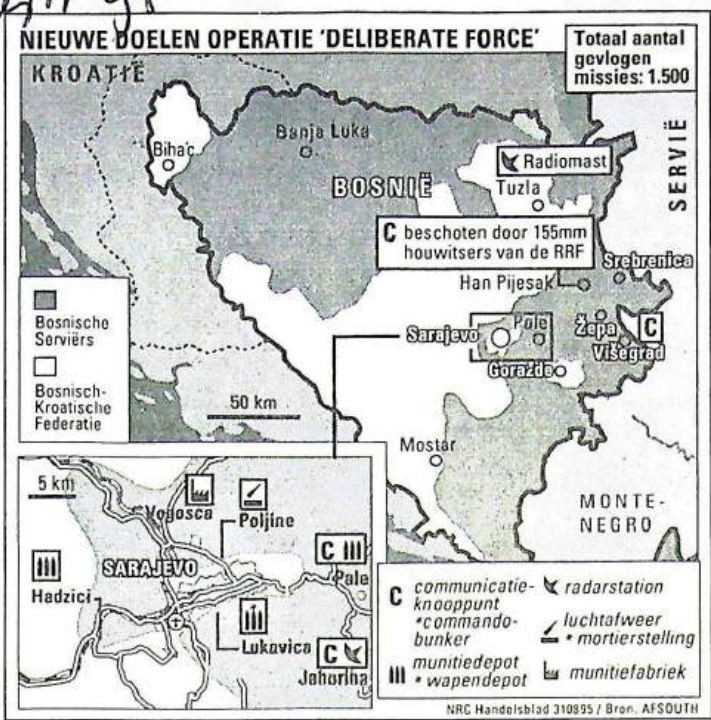 NIEUWE DOELEN OPERATIE 'DELIBERATE FORCE'
Totaal aantal
gevlogen
missies: 1.500
KROATIË
SERVIË
Bihać
Banja Luka
BOSNIË
Radiomast
Tuzla
C beschoten door 155mm
houwitsers van de RRF
Srebrenica
Han Pijesak
Sarajevo
Pale
Žepa
C
Višegrad
Goražde
Bosnische
Serviërs
Bosnisch-
Kroatische
Federatie
50 km
Mostar
MONTE-
NEGRO
5 km
Vogosca
Poljine
SARAJEVO
C
Pale
Hadzici
Lukavica
C
Jahorina
C communicatie-
knooppunt
*commando-
bunker
munitiedepot
* wapendepot
radarstation
luchtafweer
* mortierstelling
munitiefabriek
NRC Handelsblad 310895 / Bron. AFSOUTH